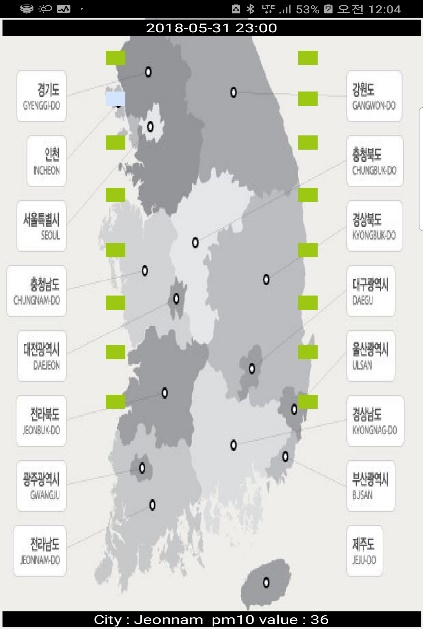 53% 오전 12:04
2018-05-31 23:00
경기도
GYENGGI-DO
강원도
GANGWON-DO
인천
INCHEON
충청북도
CHUNGBUK-DO
서울특별시
SEOUL
경상북도
KYONGBUK-DO
충청남도
CHUNGNAM-DO
대구광역시
DAEGU
대전광역시
DAEJEON
울산광역시
ULSAN
전라북도
JEONBUK-DO
경상남도
KYONGNAG-DO
광주광역시
GWANGJU
부산광역시
BUSAN
전라남도
JEONNAM-DO
제주도
JEJU-DO
City : Jeonnam pm10 value : 36